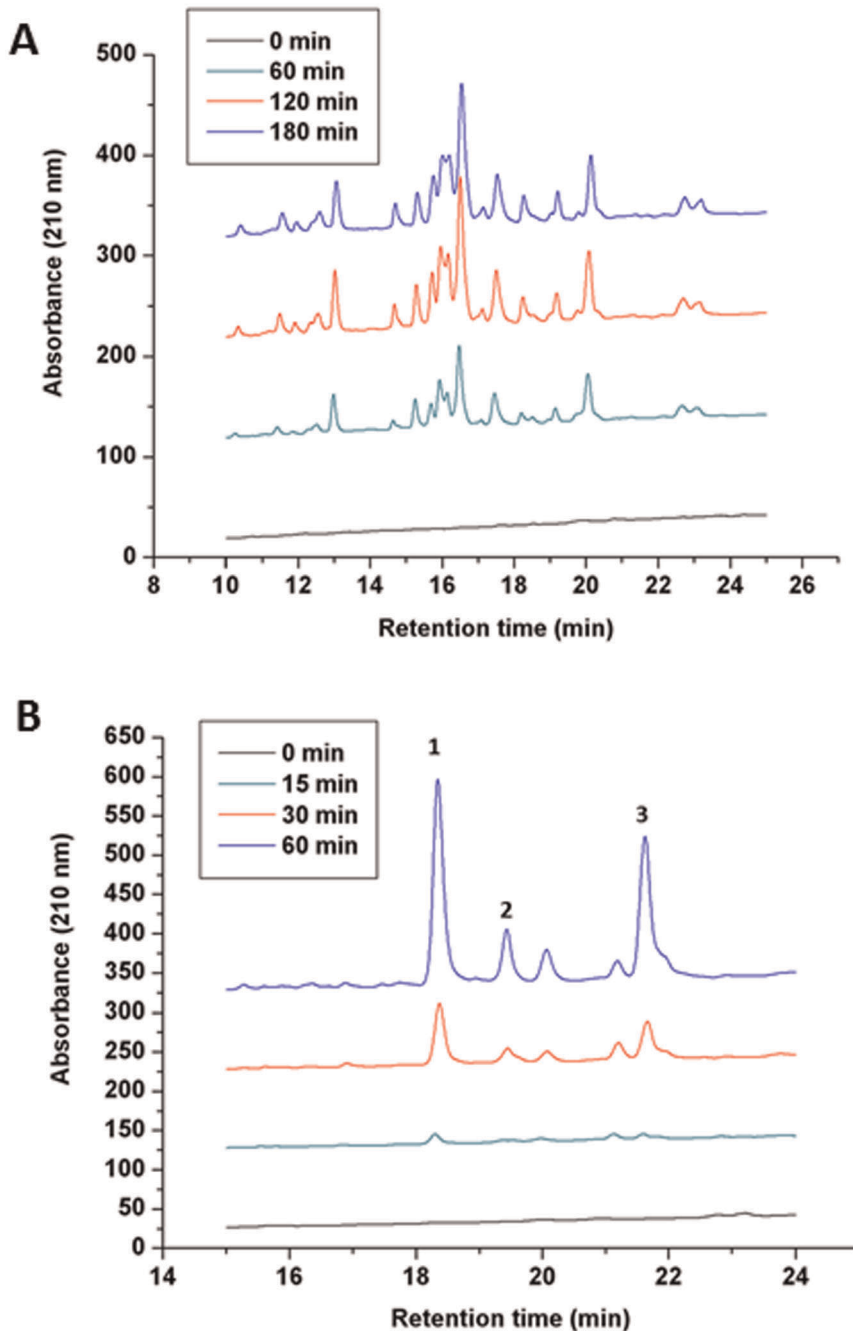 A
0 min
60 min
120 min
180 min
500
400
300
200
100
0
Absorbance (210 nm)
8 10 12 14 16 18 20 22 24 26
Retention time (min)
B
0 min
15 min
30 min
60 min
1
2
3
650
600
550
500
450
400
350
300
250
200
150
100
50
0
Absorbance (210 nm)
14 16 18 20 22 24
Retention time (min)